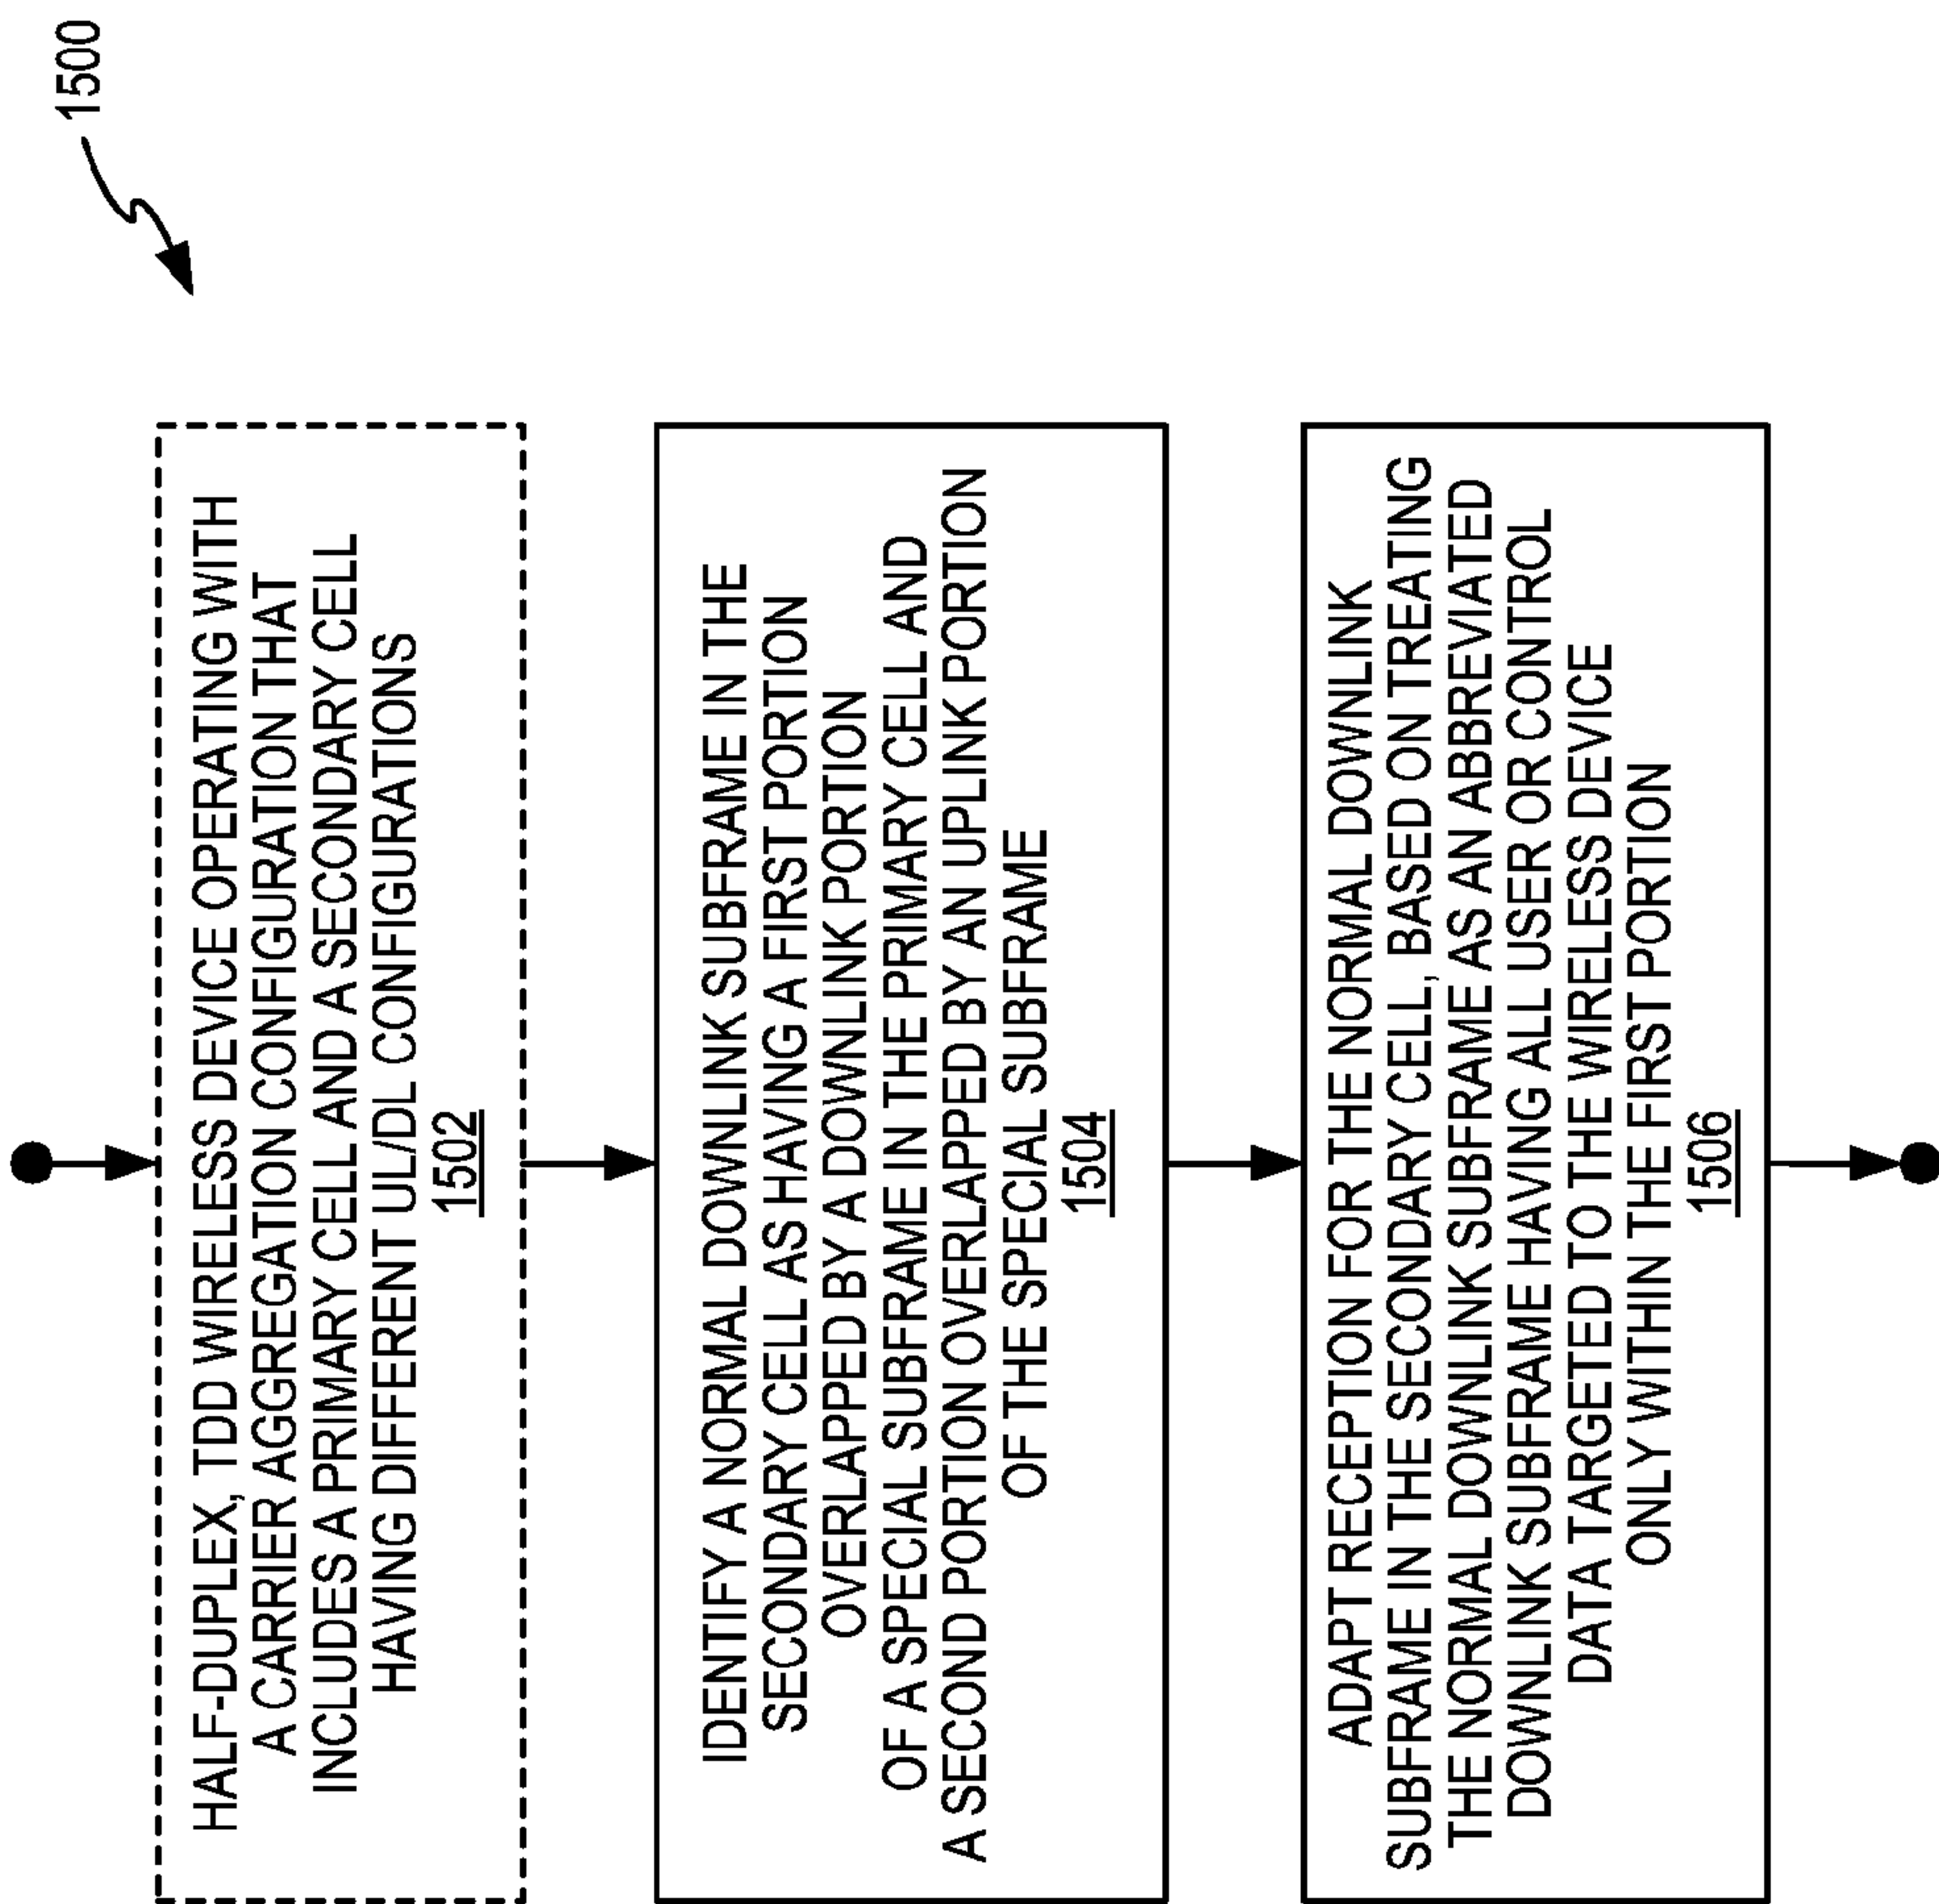 1500
HALF-DUPLEX, TDD WIRELESS DEVICE OPERATING WITH
A CARRIER AGGREGATION CONFIGURATION THAT
INCLUDES A PRIMARY CELL AND A SECONDARY CELL
HAVING DIFFERENT UL/DL CONFIGURATIONS
1502
IDENTIFY A NORMAL DOWNLINK SUBFRAME IN THE
SECONDARY CELL AS HAVING A FIRST PORTION
OVERLAPPED BY A DOWNLINK PORTION
OF A SPECIAL SUBFRAME IN THE PRIMARY CELL AND
A SECOND PORTION OVERLAPPED BY AN UPLINK PORTION
OF THE SPECIAL SUBFRAME
1504
ADAPT RECEPTION FOR THE NORMAL DOWNLINK
SUBFRAME IN THE SECONDARY CELL, BASED ON TREATING
THE NORMAL DOWNLINK SUBFRAME AS AN ABBREVIATED
DOWNLINK SUBFRAME HAVING ALL USER OR CONTROL
DATA TARGETED TO THE WIRELESS DEVICE
ONLY WITHIN THE FIRST PORTION
1506